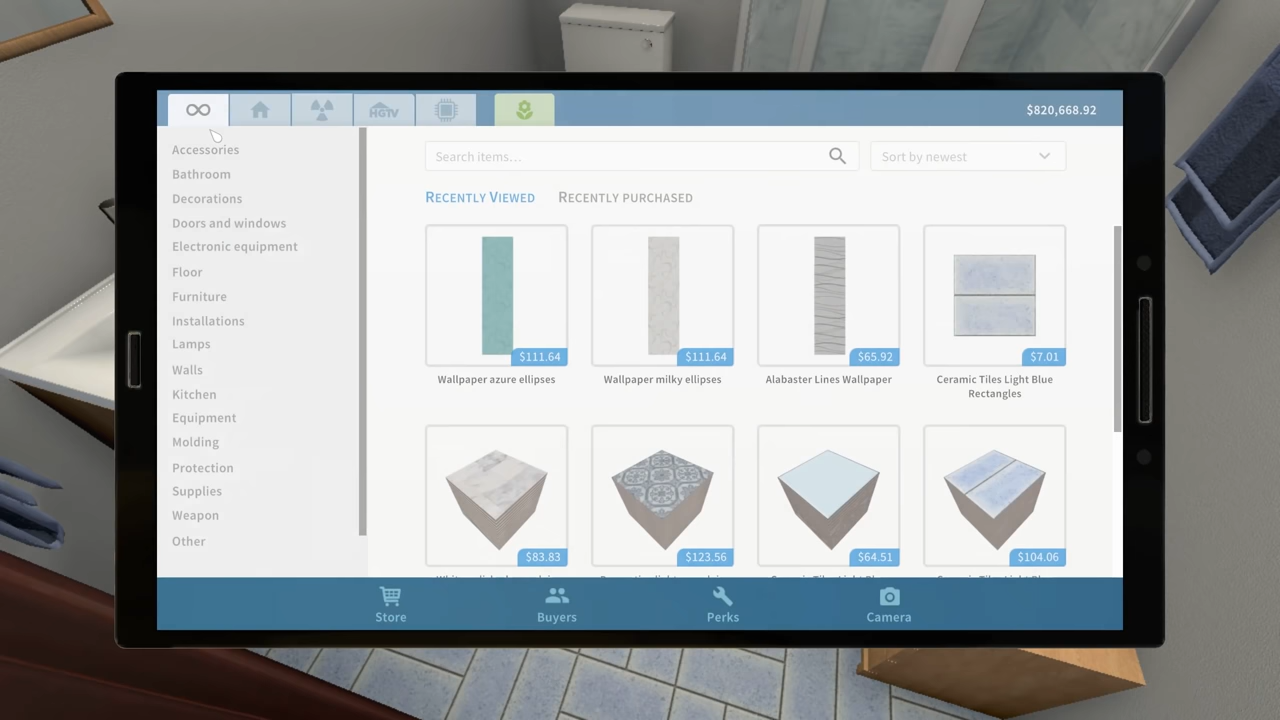 HGTV
$820,668.92
Accessories
Bathroom
Decorations
Doors and windows
Electronic equipment
Floor
Furniture
Installations
Lamps
Walls
Kitchen
Equipment
Molding
Protection
Supplies
Weapon
Other
Search items...
Sort by newest
Recently Viewed
Recently purchased
$111.64
$111.64
$65.92
$7.01
Wallpaper azure ellipses
Wallpaper milky ellipses
Alabaster Lines Wallpaper
Ceramic Tiles Light Blue
Rectangles
$83.83
$123.56
$64.51
$104.06
Store
Buyers
Perks
Camera